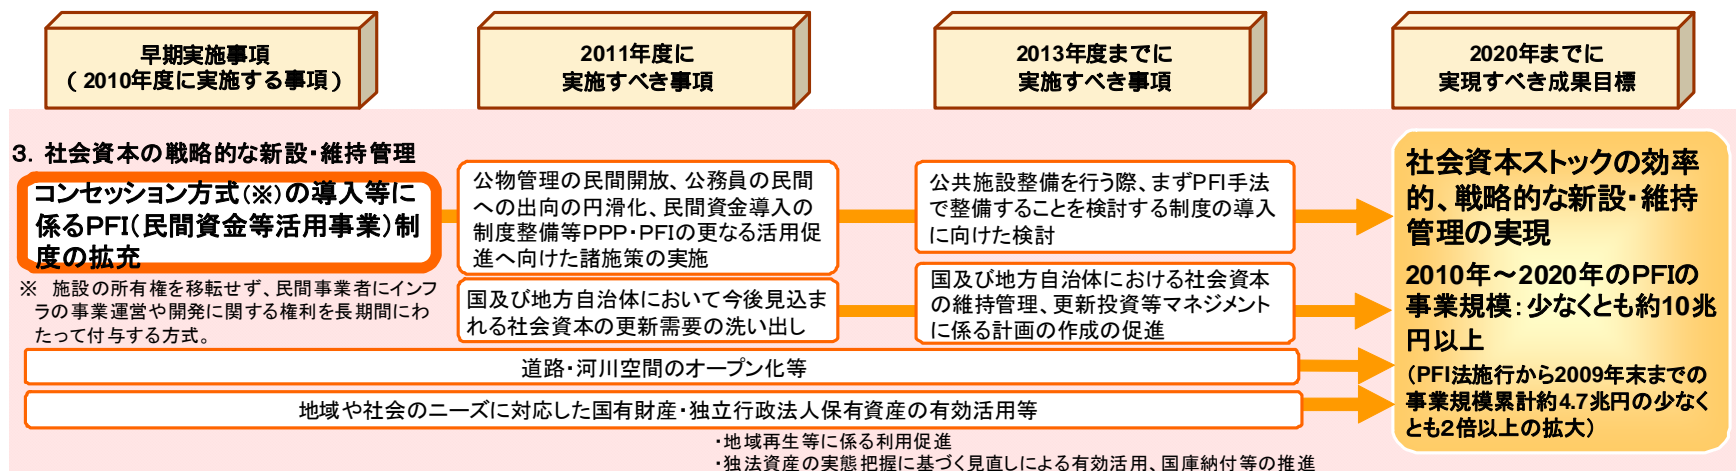 早期実施事項
（2010年度に実施する事項）
2011年度に
実施すべき事項
2013年度までに
実施すべき事項
2020年までに
実現すべき成果目標
３．社会資本の戦略的な新設・維持管理
コンセッション方式（※）の導入等に
係るPFI（民間資金等活用事業）制
度の拡充
※　施設の所有権を移転せず、民間事業者にインフ
ラの事業運営や開発に関する権利を長期間にわ
たって付与する方式。
公物管理の民間開放、公務員の民間
への出向の円滑化、民間資金導入の
制度整備等PPP・PFIの更なる活用促
進へ向けた諸施策の実施
国及び地方自治体において今後見込ま
れる社会資本の更新需要の洗い出し
公共施設整備を行う際、まずPFI手法
で整備することを検討する制度の導入
に向けた検討
国及び地方自治体における社会資本
の維持管理、更新投資等マネジメント
に係る計画の作成の促進
道路・河川空間のオープン化等
地域や社会のニーズに対応した国有財産・独立行政法人保有資産の有効活用等
・地域再生等に係る利用促進
・独法資産の実態把握に基づく見直しによる有効活用、国庫納付等の推進
社会資本ストックの効率
的、戦略的な新設・維持
管理の実現
2010年～2020年のPFIの
事業規模：少なくとも約10兆
円以上
（PFI法施行から2009年末までの
事業規模累計約4.7兆円の少なく
とも２倍以上の拡大）